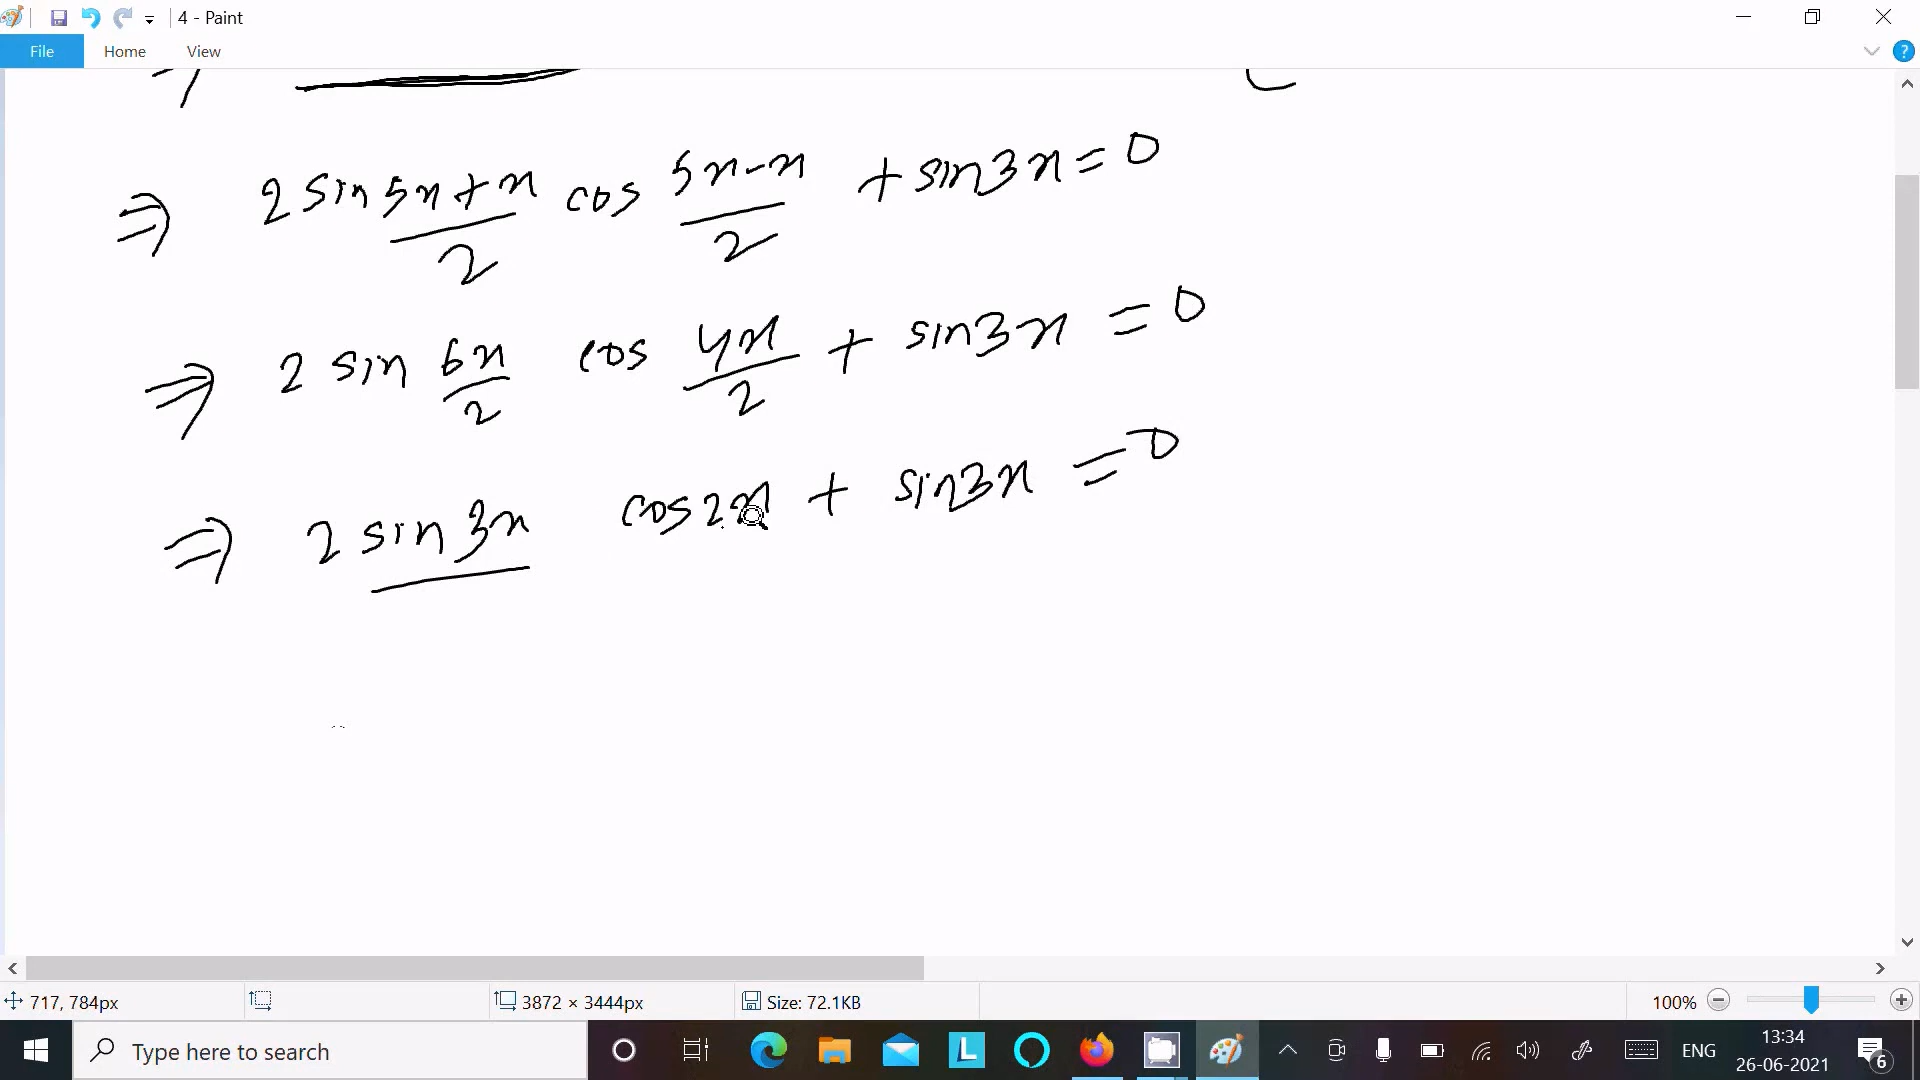 4 - Paint
File Home View
⇒
⇒ 2 sin 5x+x/2 cos 5x-x/2 + sin3x = 0
⇒ 2 sin 6x/2 cos 4x/2 + sin3x = 0
⇒ 2 sin 3x cos2x + sin3x = 0
717, 784px 3872 × 3444px Size: 72.1KB 100%
Type here to search
L
ENG
13:34
26-06-2021
6